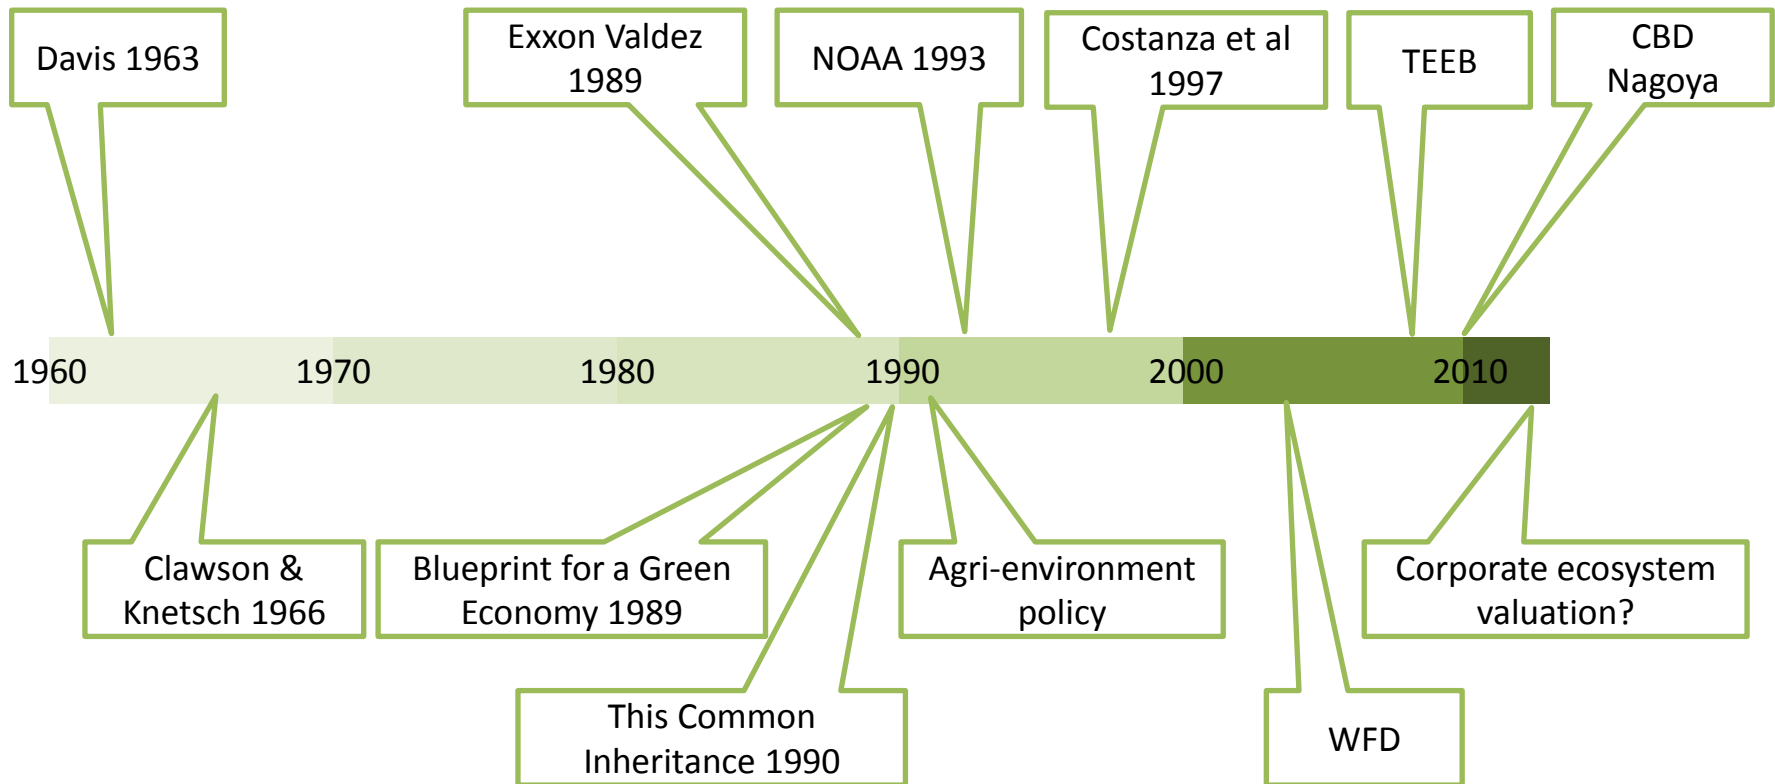 Davis 1963
Exxon Valdez
1989
NOAA 1993
Costanza et al
1997
TEEB
CBD
Nagoya
1960
1970
1980
1990
2000
2010
Clawson &
Knetsch 1966
Blueprint for a Green
Economy 1989
Agri-environment
policy
Corporate ecosystem
valuation?
This Common
Inheritance 1990
WFD